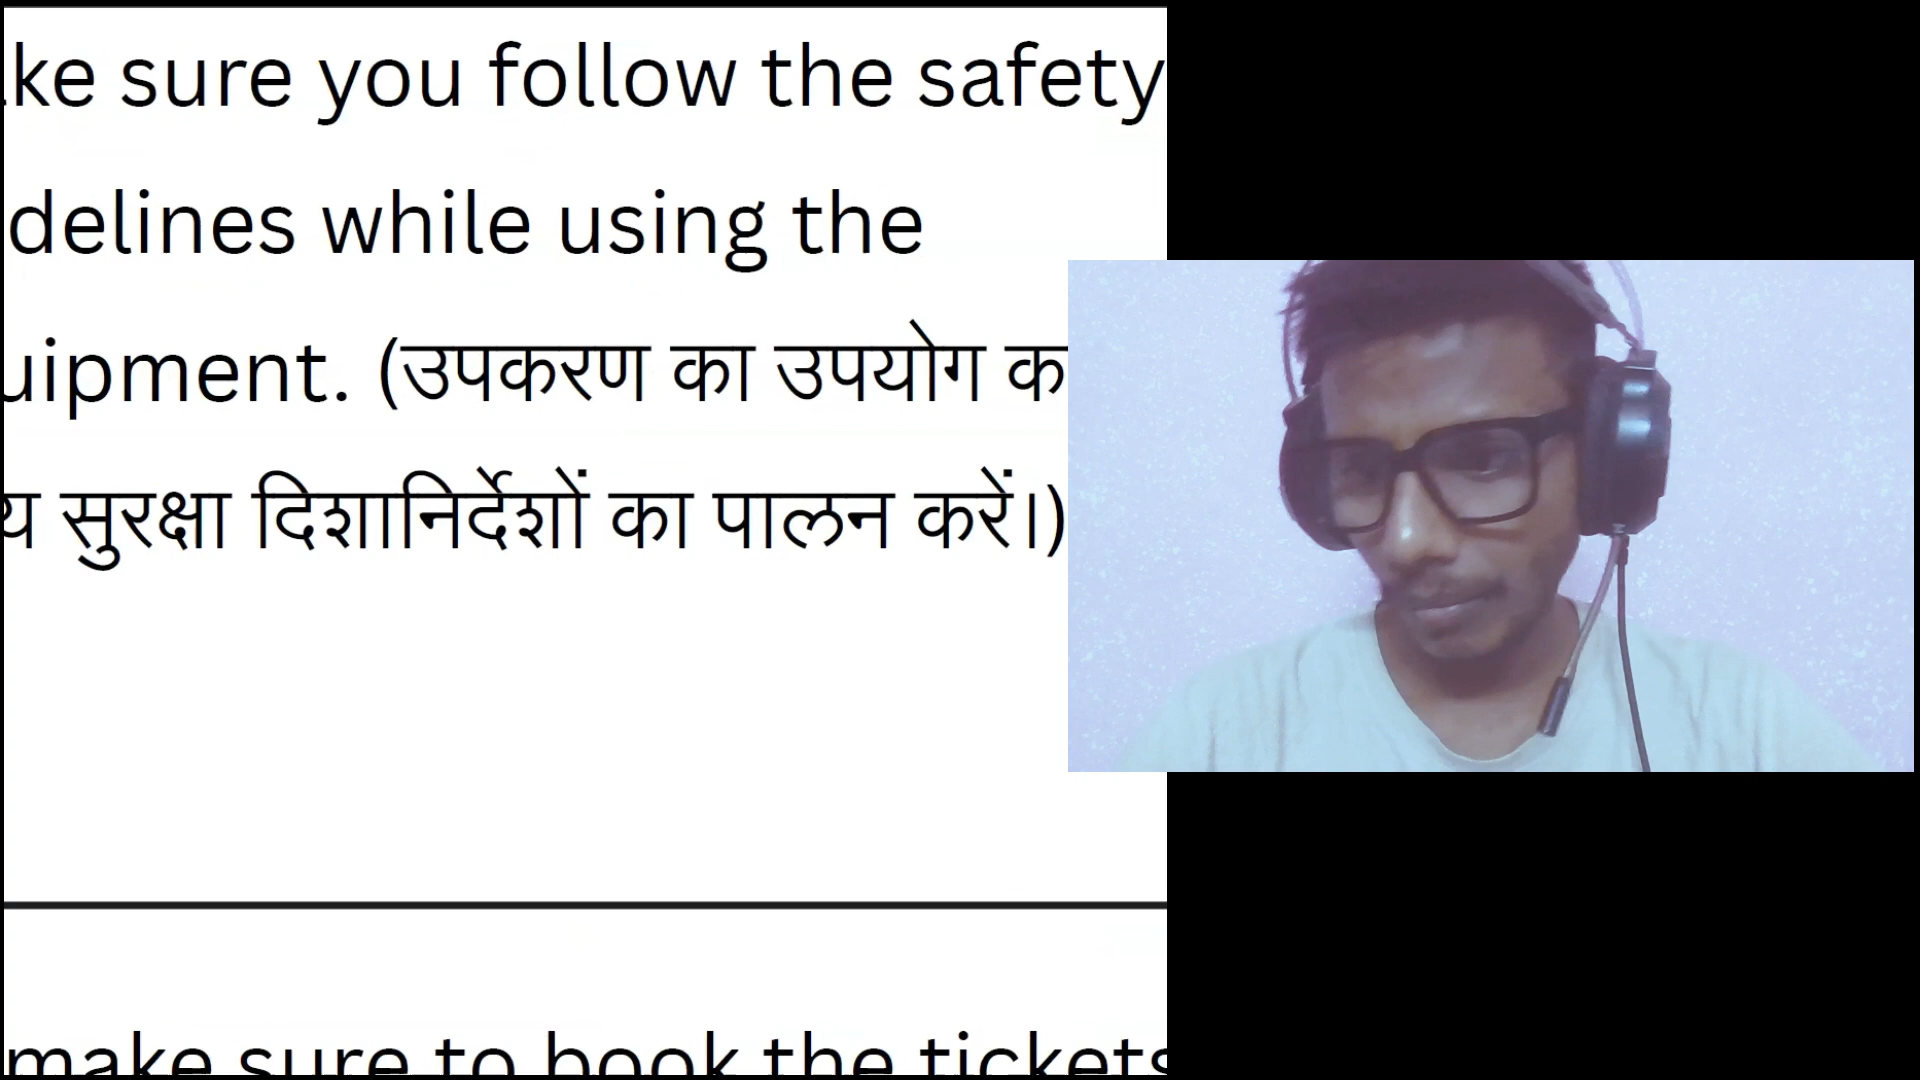 ke sure you follow the safety
delines while using the
uipment. (उपकरण का उपयोग क
य सुरक्षा दिशानिर्देशों का पालन करें।)
make sure to book the tickets